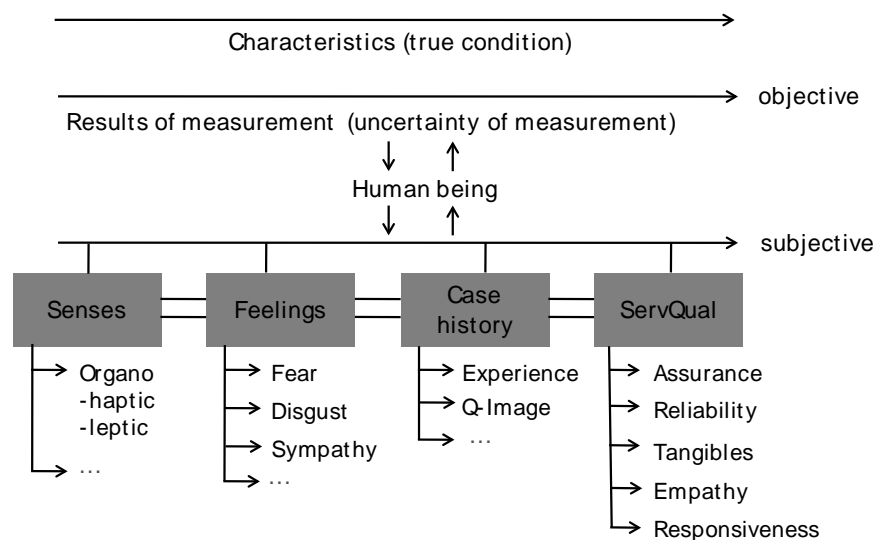 Characteristics (true condition)
objective
Results of measurement (uncertainty of measurement)
Human being
subjective
Senses
Feelings
Case
history
ServQual
Organo
-haptic
-leptic
...
Fear
Disgust
Sympathy
...
Experience
Q-Image
...
Assurance
Reliability
Tangibles
Empathy
Responsiveness